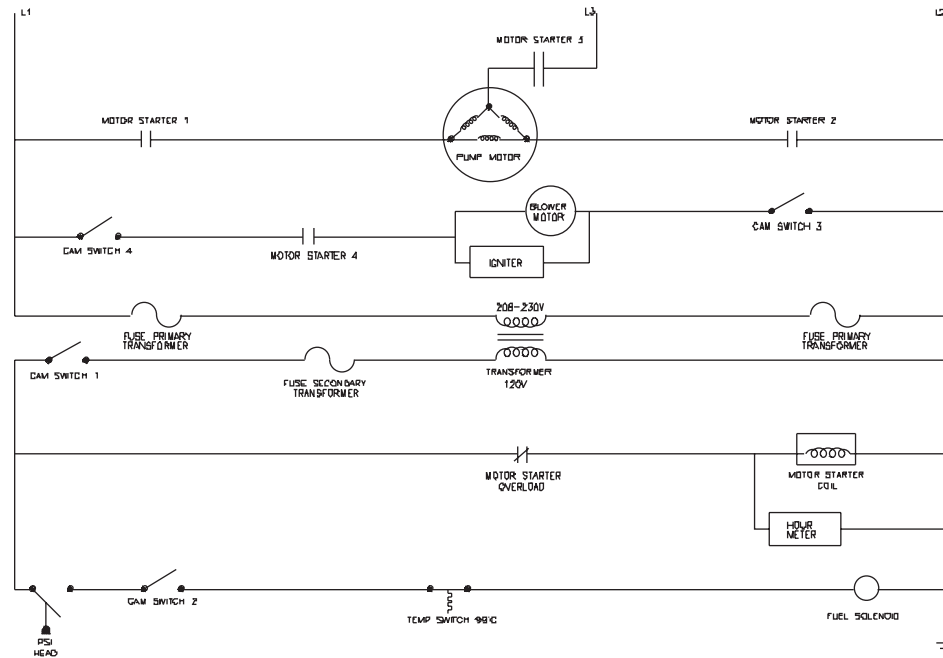 L1
L3
L2
MOTOR STARTER 3
MOTOR STARTER 1
MOTOR STARTER 2
PUMP MOTOR
BLOWER
MOTOR
CAM SWITCH 3
CAM SWITCH 4
MOTOR STARTER 4
IGNITER
208-230V
FUSE PRIMARY
TRANSFORMER
FUSE PRIMARY
TRANSFORMER
CAM SWITCH 1
FUSE SECONDARY
TRANSFORMER
TRANSFORMER
120V
MOTOR STARTER
OVERLOAD
MOTOR STARTER
COIL
HOUR
METER
CAM SWITCH 2
TEMP SWITCH 99°C
FUEL SOLENOID
PSI
HEAD